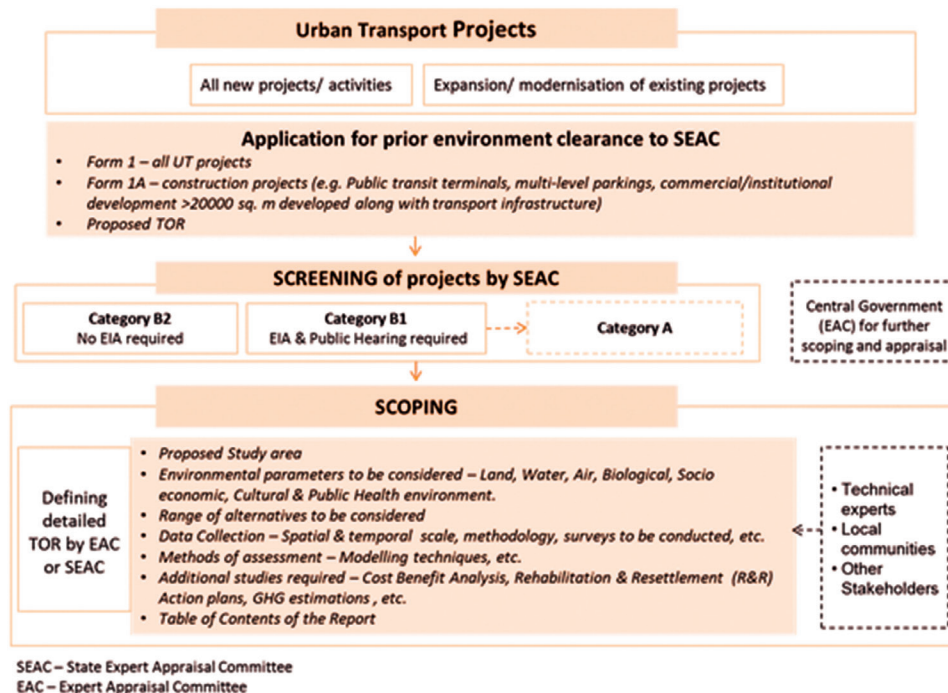 Urban Transport Projects
All new projects/ activities
Expansion/ modernisation of existing projects
Application for prior environment clearance to SEAC
• Form 1 – all UT projects
• Form 1A – construction projects (e.g. Public transit terminals, multi-level parkings, commercial/institutional
development >20000 sq. m developed along with transport infrastructure)
• Proposed TOR
SCREENING of projects by SEAC
Category B2
No EIA required
Category B1
EIA & Public Hearing required
Category A
Central Government
(EAC) for further
scoping and appraisal
SCOPING
Defining
detailed
TOR by EAC
or SEAC
• Proposed Study area
• Environmental parameters to be considered – Land, Water, Air, Biological, Socio
economic, Cultural & Public Health environment.
• Range of alternatives to be considered
• Data Collection – Spatial & temporal scale, methodology, surveys to be conducted, etc.
• Methods of assessment – Modelling techniques, etc.
• Additional studies required – Cost Benefit Analysis, Rehabilitation & Resettlement (R&R)
Action plans, GHG estimations , etc.
• Table of Contents of the Report
• Technical
experts
• Local
communities
• Other
Stakeholders
SEAC – State Expert Appraisal Committee
EAC – Expert Appraisal Committee